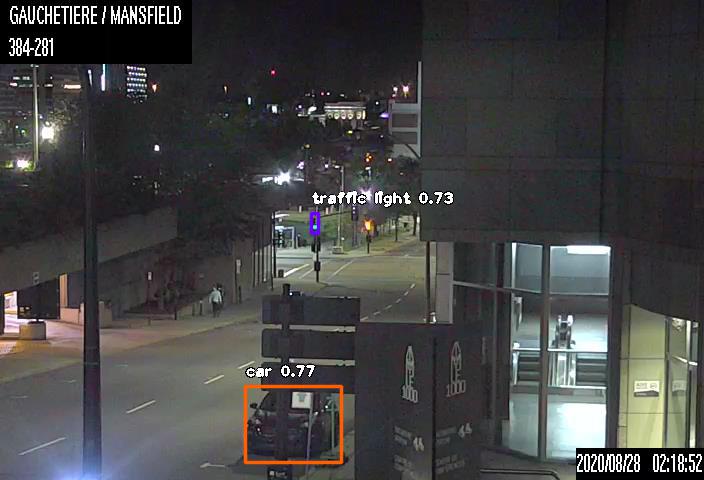 GAUCHETIERE / MANSFIELD
384-281
traffic light 0.73
car 0.77
1000
1000
2020/08/28 02:18:52